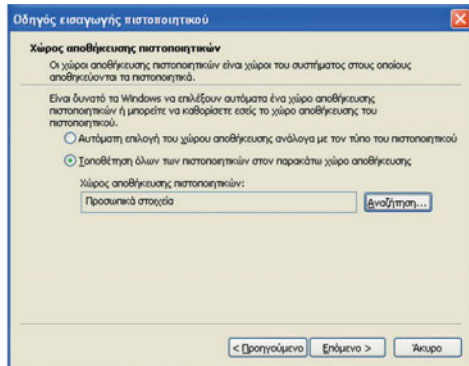 Οδηγός εισαγωγής πιστοποιητικού
Χώρος αποθήκευσης πιστοποιητικών
Οι χώροι αποθήκευσης πιστοποιητικών είναι χώροι του συστήματος στους οποίους
αποθηκεύονται τα πιστοποιητικά.
Είναι δυνατό τα Windows να επιλέξουν αυτόματα ένα χώρο αποθήκευσης
πιστοποιητικών ή μπορείτε να καθορίσετε εσείς το χώρο αποθήκευσης του
πιστοποιητικού.
Αυτόματη επιλογή του χώρου αποθήκευσης ανάλογα με τον τύπο του πιστοποιητικού
Τοποθέτηση όλων των πιστοποιητικών στον παρακάτω χώρο αποθήκευσης
Χώρος αποθήκευσης πιστοποιητικών:
Προσωπικά στοιχεία Αναζήτηση...
< Προηγούμενο Επόμενο > Άκυρο